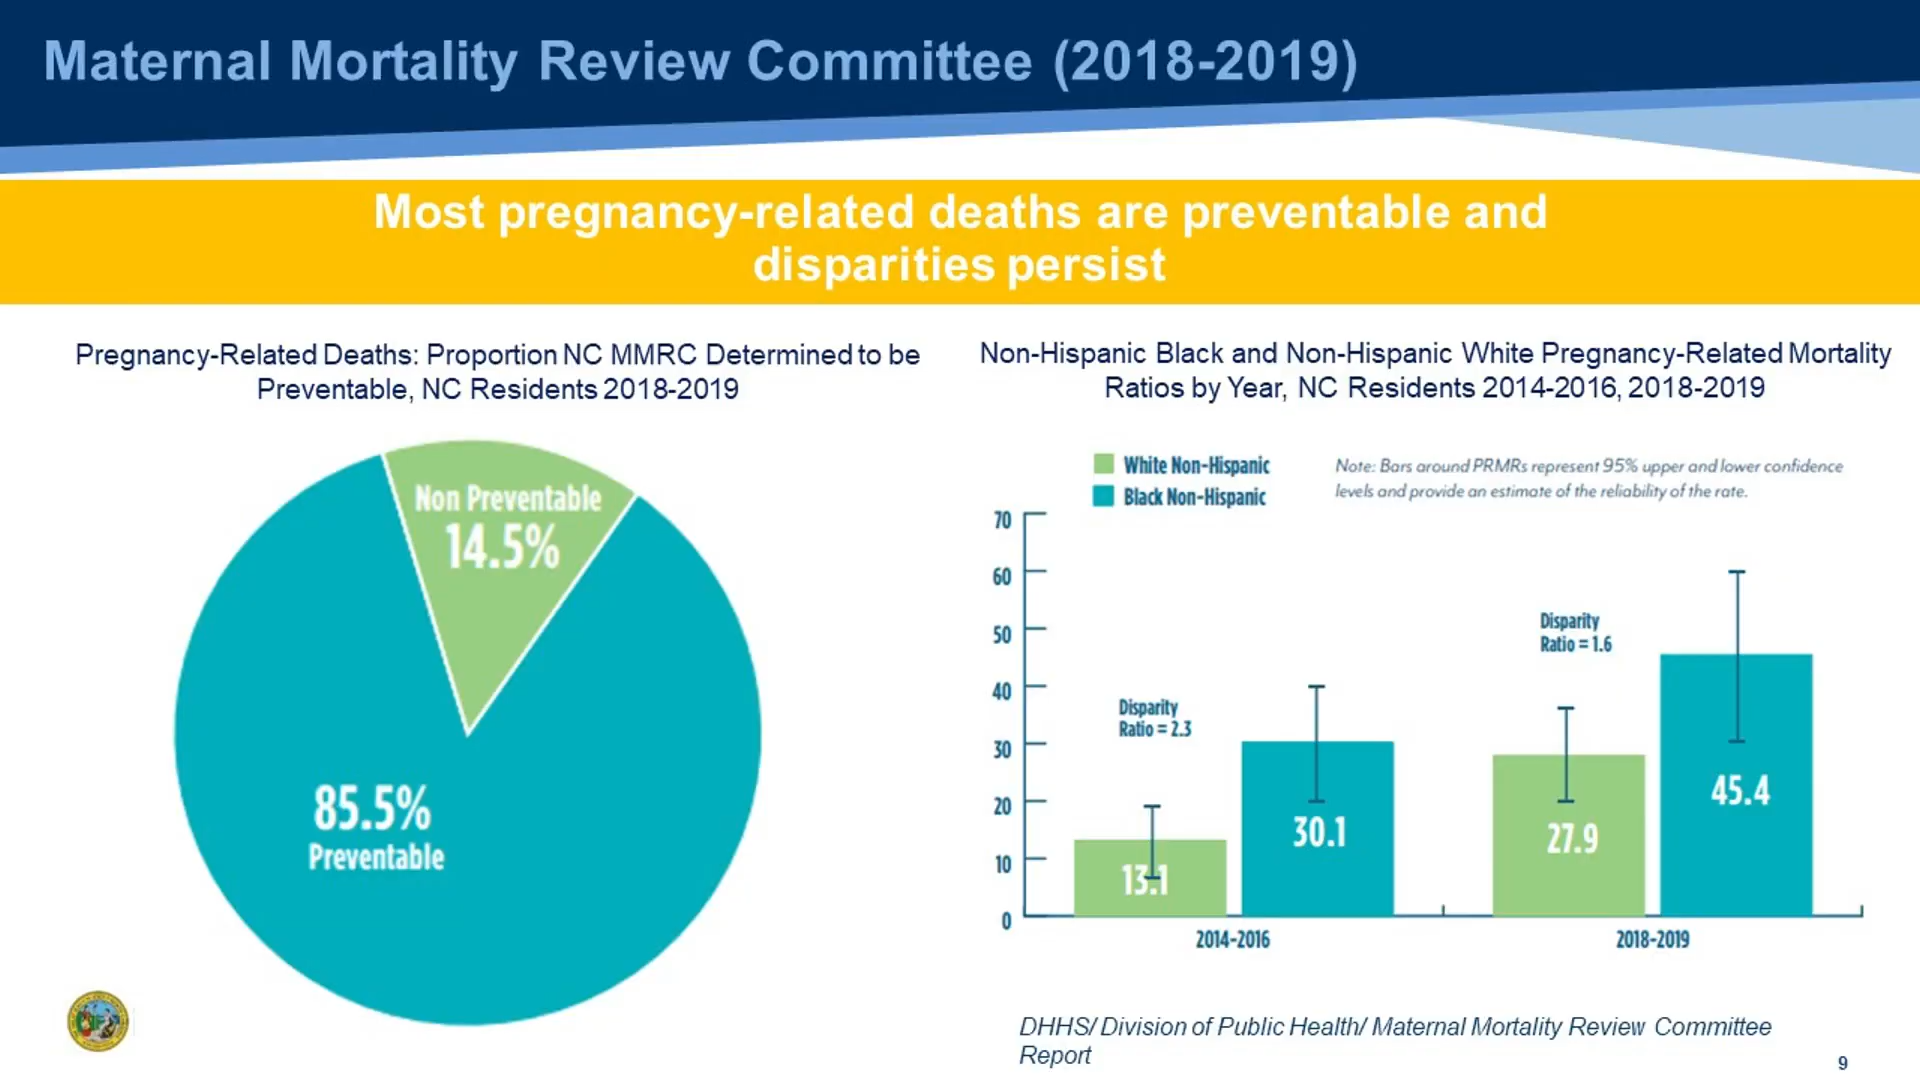 Maternal Mortality Review Committee (2018-2019)
Most pregnancy-related deaths are preventable and
disparities persist
Pregnancy-Related Deaths: Proportion NC MMRC Determined to be
Preventable, NC Residents 2018-2019
Non Preventable
14.5%
85.5%
Preventable
Non-Hispanic Black and Non-Hispanic White Pregnancy-Related Mortality
Ratios by Year, NC Residents 2014-2016, 2018-2019
White Non-Hispanic
Black Non-Hispanic
Note: Bars around PRMRs represent 95% upper and lower confidence
levels and provide an estimate of the reliability of the rate.
70
60
50
40
30
20
10
0
Disparity
Ratio = 2.3
13.1
30.1
Disparity
Ratio = 1.6
27.9
45.4
2014-2016
2018-2019
DHHS/ Division of Public Health/ Maternal Mortality Review Committee
Report
9